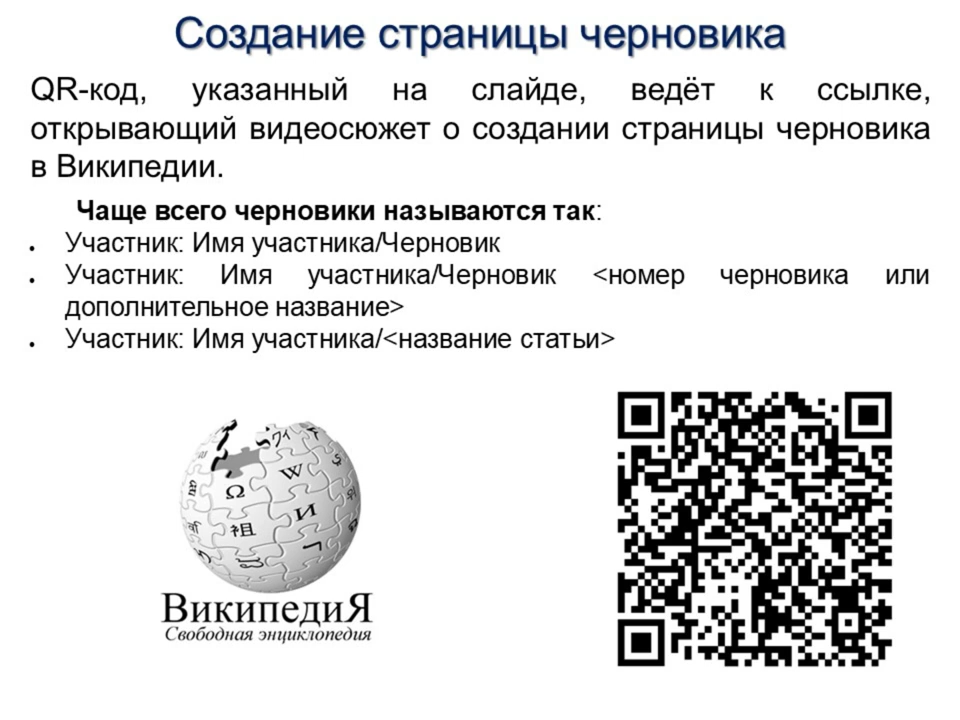 Создание страницы черновика
QR-код, указанный на слайде, ведёт к ссылке,
открывающий видеосюжет о создании страницы черновика
в Википедии.
Чаще всего черновики называются так:
• Участник: Имя участника/Черновик
• Участник: Имя участника/Черновик <номер черновика или
дополнительное название>
• Участник: Имя участника/<название статьи>
Ω W И 祖
ВикипедиЯ
Свободная энциклопедия